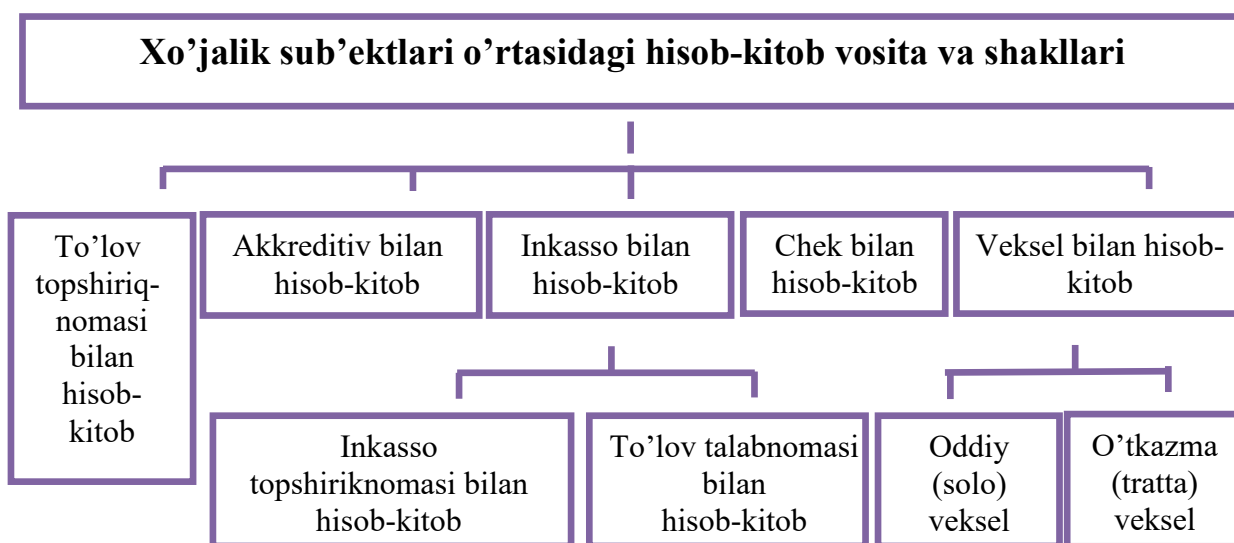 Xo’jalik sub’ektlari o’rtasidagi hisob-kitob vosita va shakllari
To’lov
topshiriq-
nomasi
bilan
hisob-
kitob
Akkreditiv bilan
hisob-kitob
Inkasso bilan
hisob-kitob
Chek bilan
hisob-kitob
Veksel bilan hisob-
kitob
Inkasso
topshiriknomasi bilan
hisob-kitob
To’lov talabnomasi
bilan
hisob-kitob
Oddiy
(solo)
veksel
O’tkazma
(tratta)
veksel